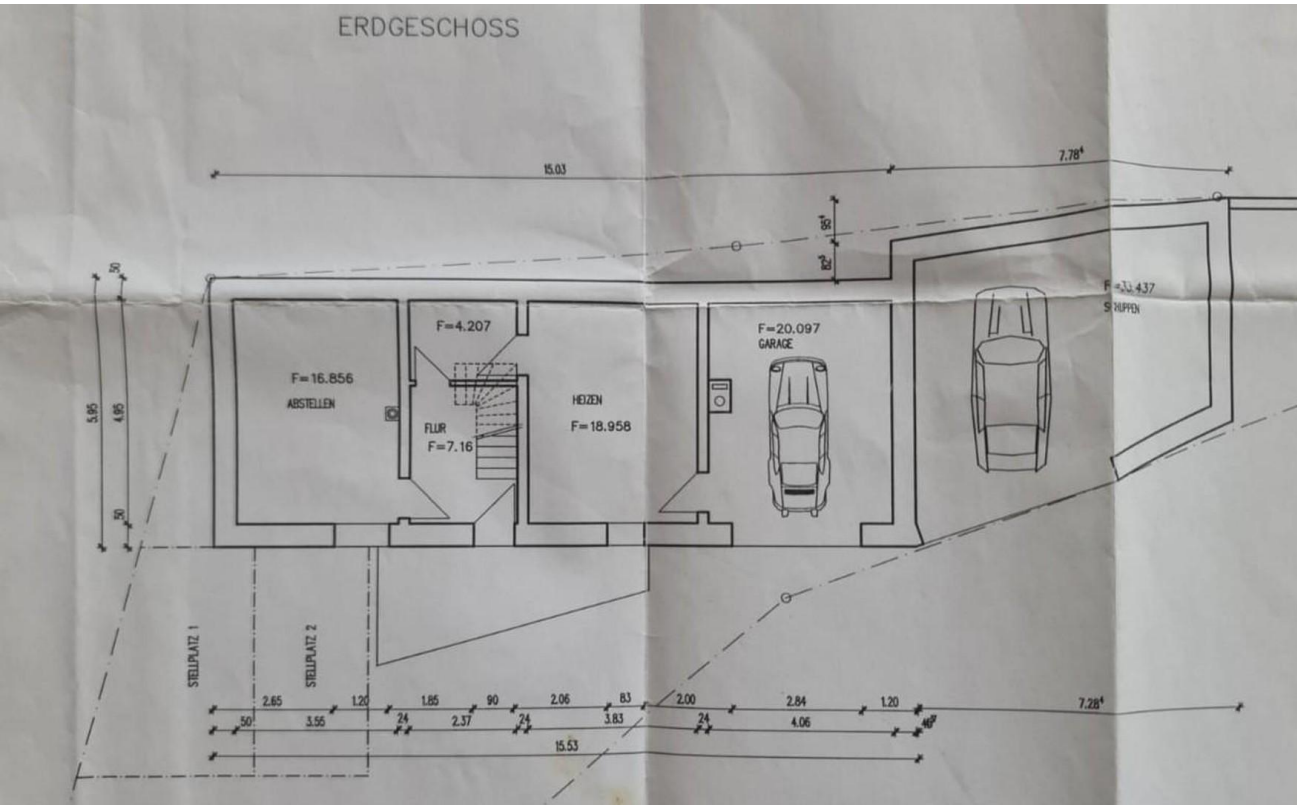 ERDGESCHOSS
15.03
7.78⁴
95⁴
82⁵
50
5.95
4.95
50
F=4.207
F=20.097
GARAGE
SCHUPPEN
F=16.856
ABSTELLEN
HEIZEN
F=18.958
FLUR
F=7.16
STELLPLATZ 1
STELLPLATZ 2
2.65 1.20 1.85 90 2.06 83 2.00 2.84 1.20 7.28⁴
50 3.55 24 2.37 24 3.83 24 4.06
15.53